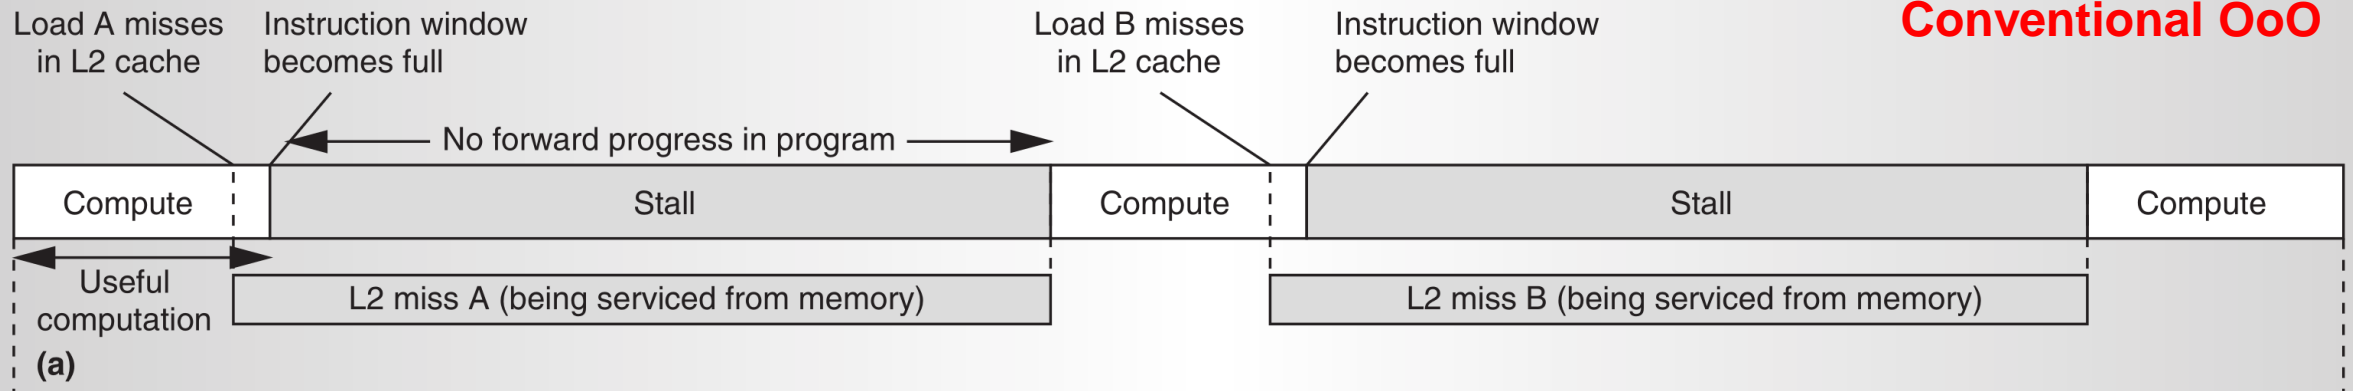 Load A misses
in L2 cache
Instruction window
becomes full
Load B misses
in L2 cache
Instruction window
becomes full
Conventional OoO
No forward progress in program
Compute
Stall
Compute
Stall
Compute
Useful
computation
L2 miss A (being serviced from memory)
L2 miss B (being serviced from memory)
(a)